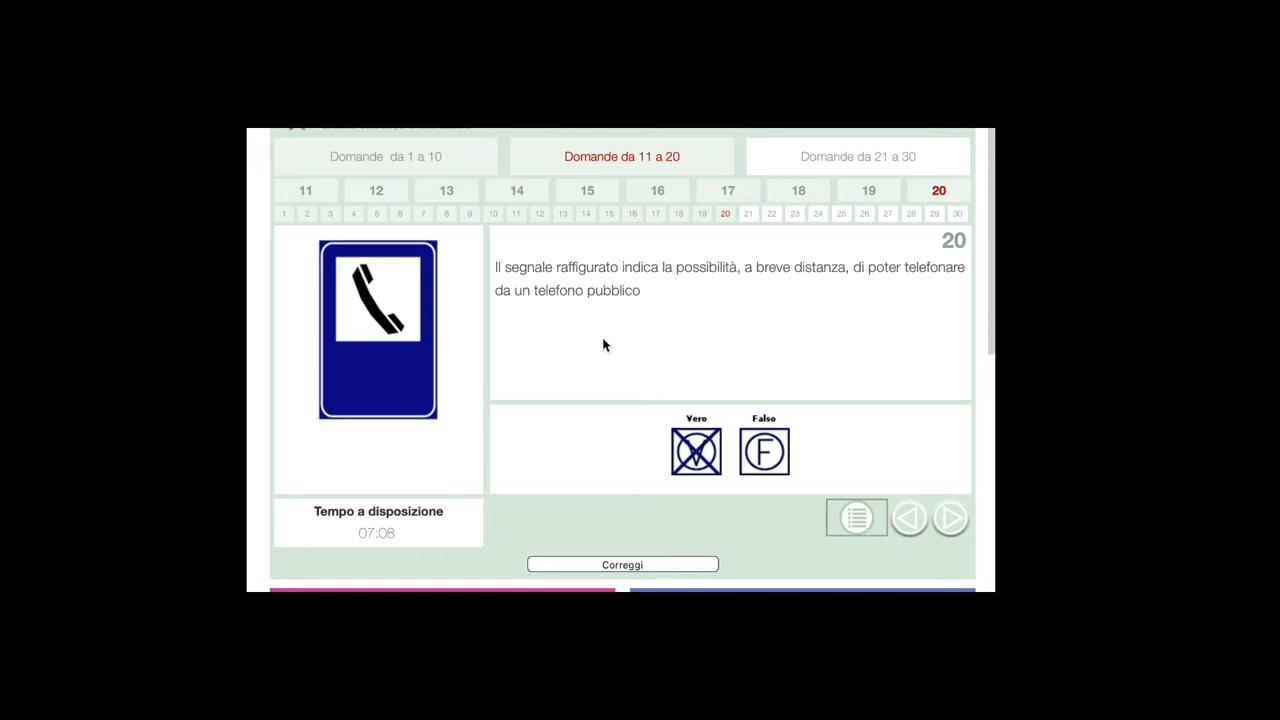 Domande da 1 a 10
Domande da 11 a 20
Domande da 21 a 30
11 12 13 14 15 16 17 18 19 20
1 2 3 4 5 6 7 8 9 10 11 12 13 14 15 16 17 18 19 20 21 22 23 24 25 26 27 28 29 30
20
Il segnale raffigurato indica la possibilità, a breve distanza, di poter telefonare
da un telefono pubblico
Vero Falso
V F
Tempo a disposizione
07:08
Correggi